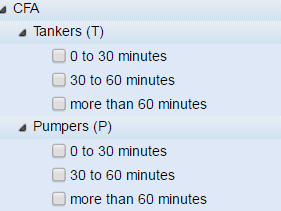 CFA
Tankers (T)
0 to 30 minutes
30 to 60 minutes
more than 60 minutes
Pumpers (P)
0 to 30 minutes
30 to 60 minutes
more than 60 minutes